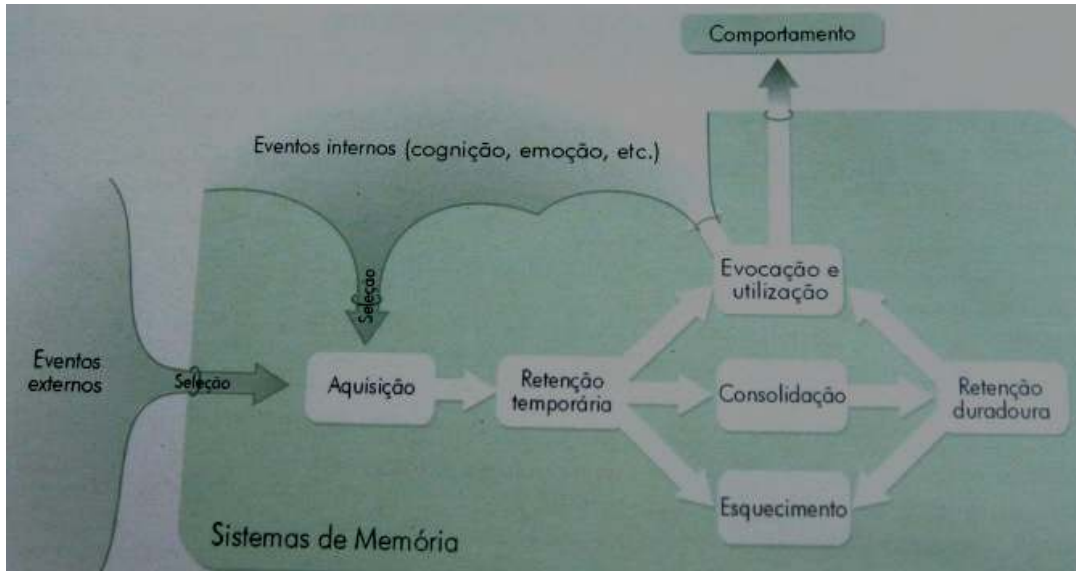 Comportamento
Eventos internos (cognição, emoção, etc.)
Seleção
Evocação e
utilização
Eventos
externos
Seleção
Aquisição
Retenção
temporária
Consolidação
Retenção
duradoura
Esquecimento
Sistemas de Memória